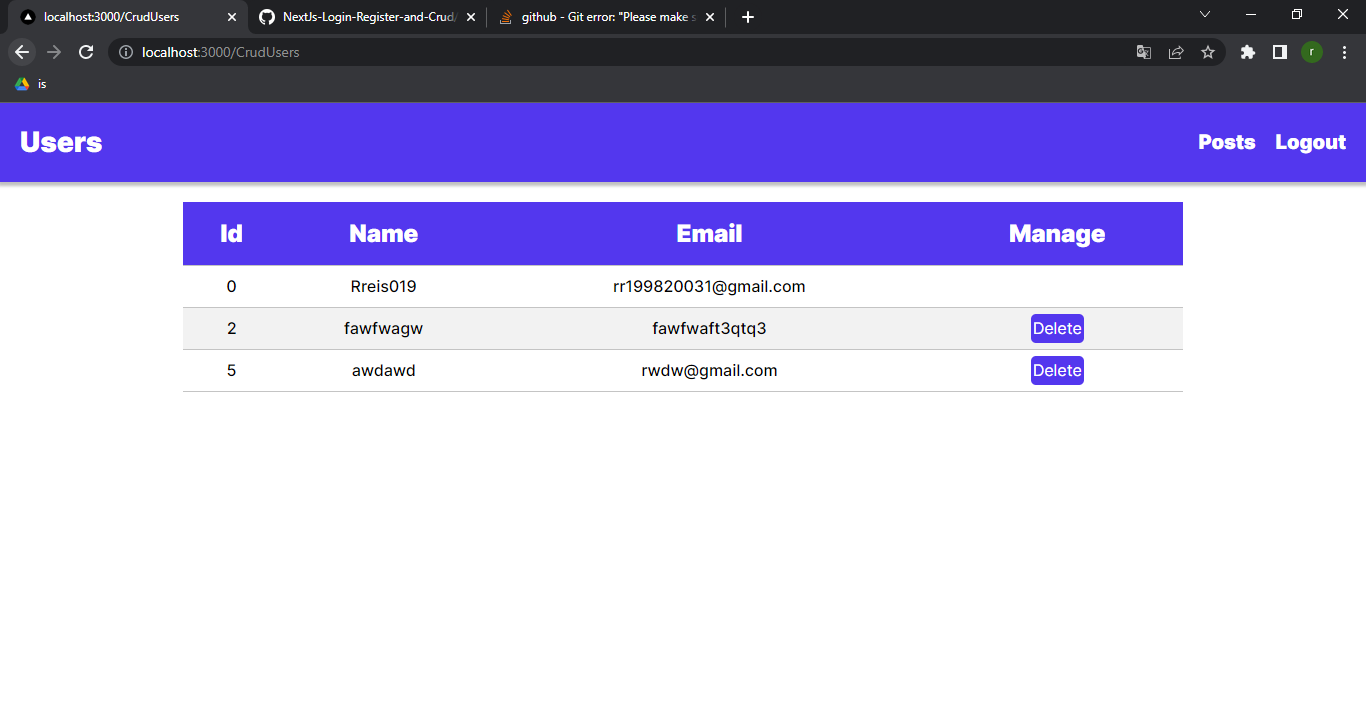 localhost:3000/CrudUsers
NextJs-Login-Register-and-Crud/
github - Git error: "Please make s
localhost:3000/CrudUsers
r
is
Users
Posts Logout
Id Name Email Manage
0 Rreis019 rr199820031@gmail.com
2 fawfwagw fawfwaft3qtq3 Delete
5 awdawd rwdw@gmail.com Delete